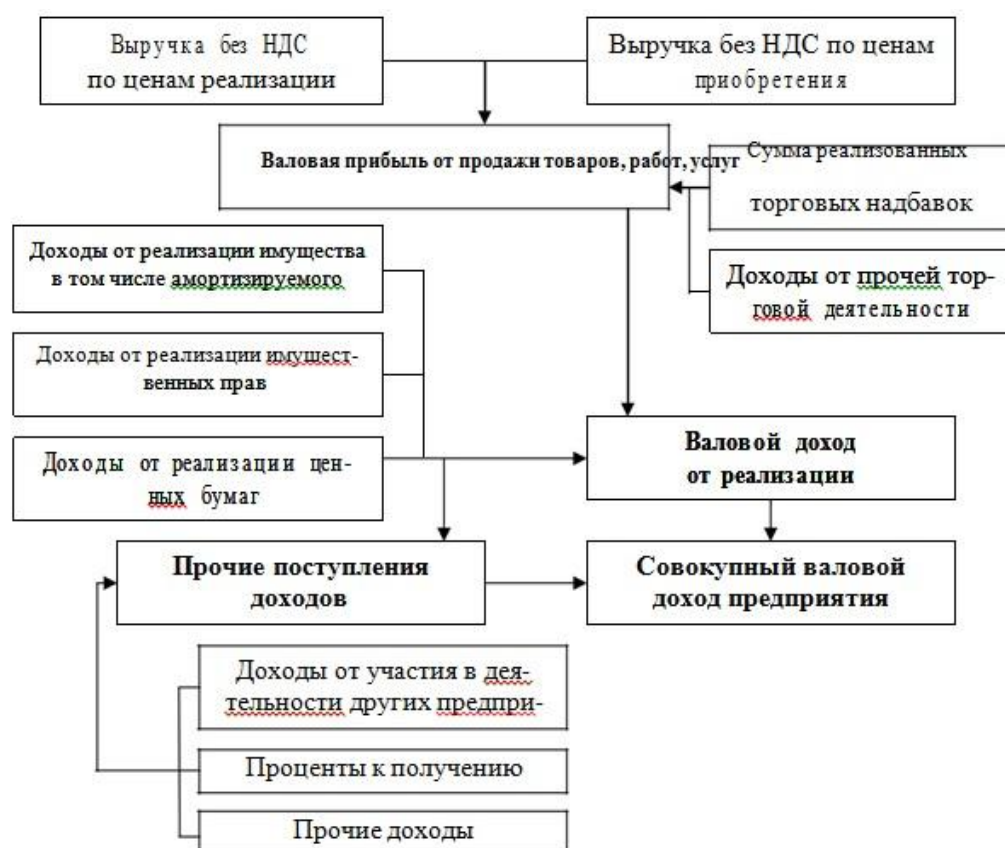 Выручка без НДС
по ценам реализации
Выручка без НДС по ценам
приобретения
Валовая прибыль от продажи товаров, работ, услуг
Сумма реализованных
торговых надбавок
Доходы от реализации имущества
в том числе амортизируемого
Доходы от прочей тор-
говой деятельности
Доходы от реализации имущест-
венных прав
Доходы от реализации цен-
ных бумаг
Валовой доход
от реализации
Прочие поступления
доходов
Совокупный валовой
доход предприятия
Доходы от участия в дея-
тельности других предпри-
Проценты к получению
Прочие доходы